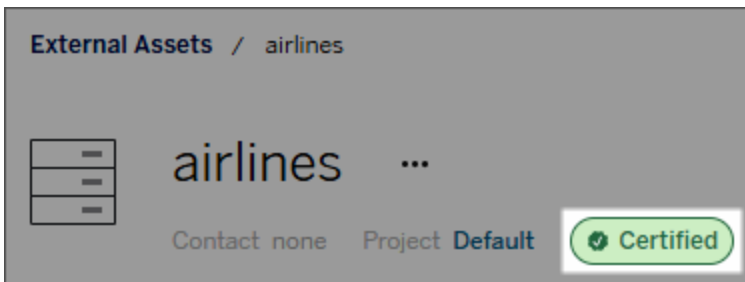 External Assets / airlines
airlines ...
Contact none Project Default Certified